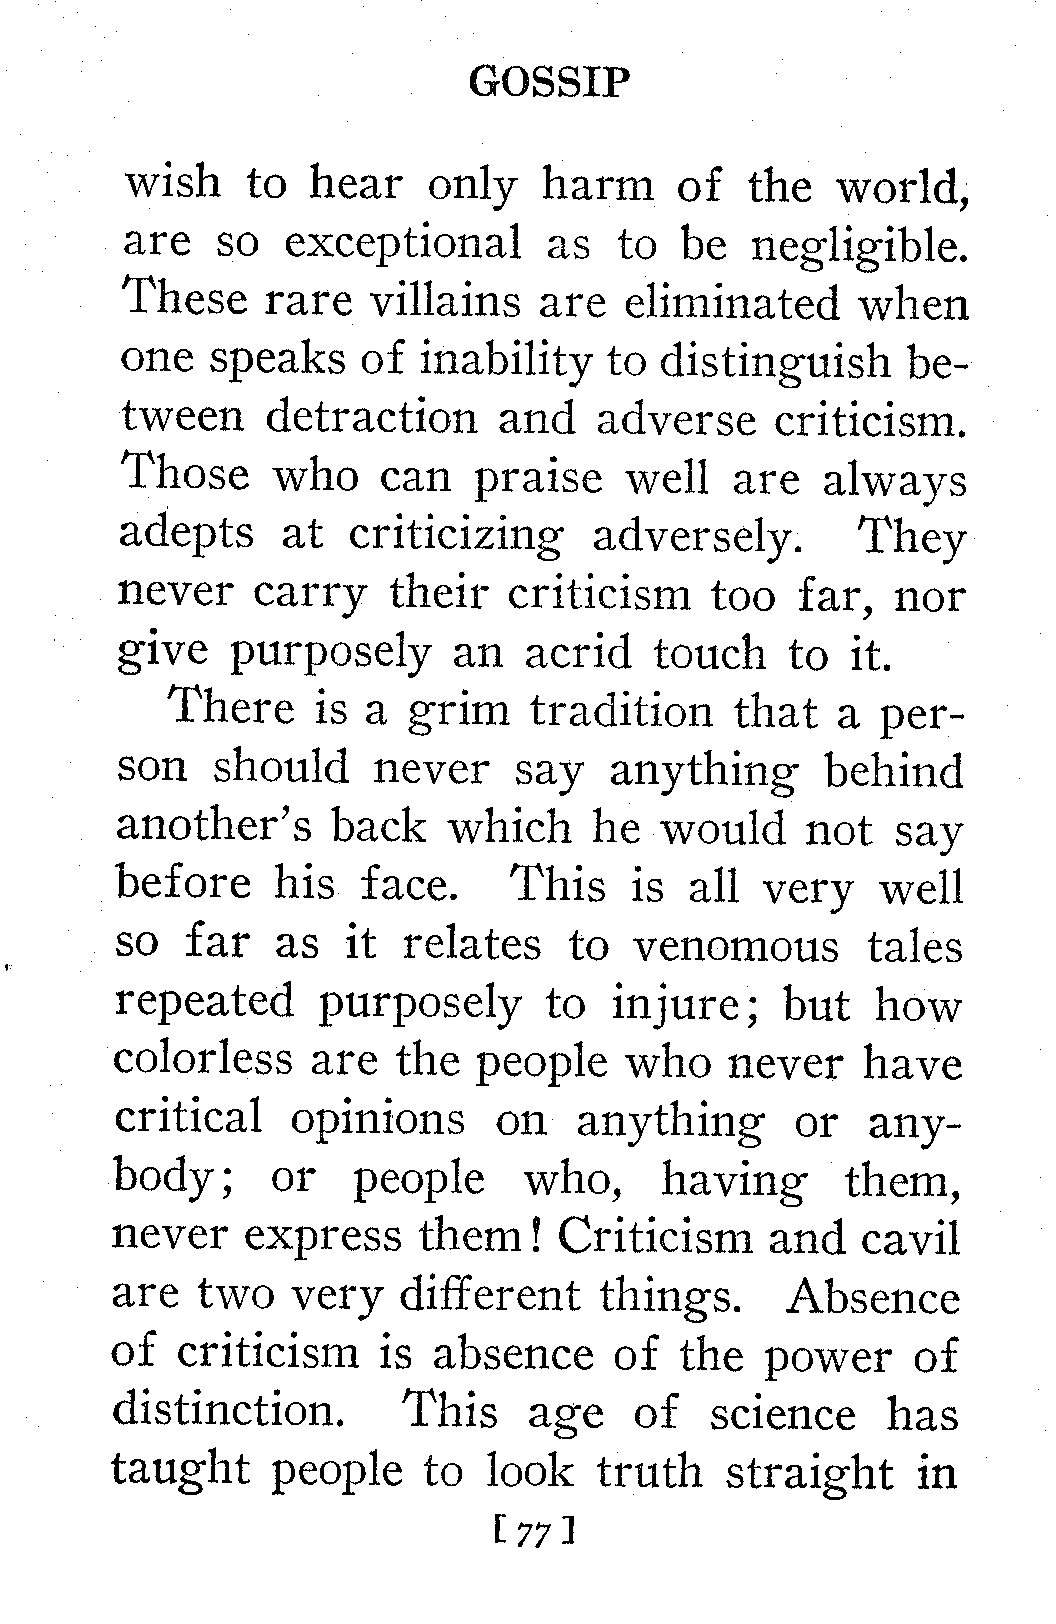 GOSSIP
wish to hear only harm of the world,
are so exceptional as to be negligible.
These rare villains are eliminated when
one speaks of inability to distinguish be-
tween detraction and adverse criticism.
Those who can praise well are always
adepts at criticizing adversely. They
never carry their criticism too far, nor
give purposely an acrid touch to it.
There is a grim tradition that a per-
son should never say anything behind
another's back which he would not say
before his face. This is all very well
so far as it relates to venomous tales
repeated purposely to injure; but how
colorless are the people who never have
critical opinions on anything or any-
body; or people who, having them,
never express them! Criticism and cavil
are two very different things. Absence
of criticism is absence of the power of
distinction. This age of science has
taught people to look truth straight in
[ 77 ]